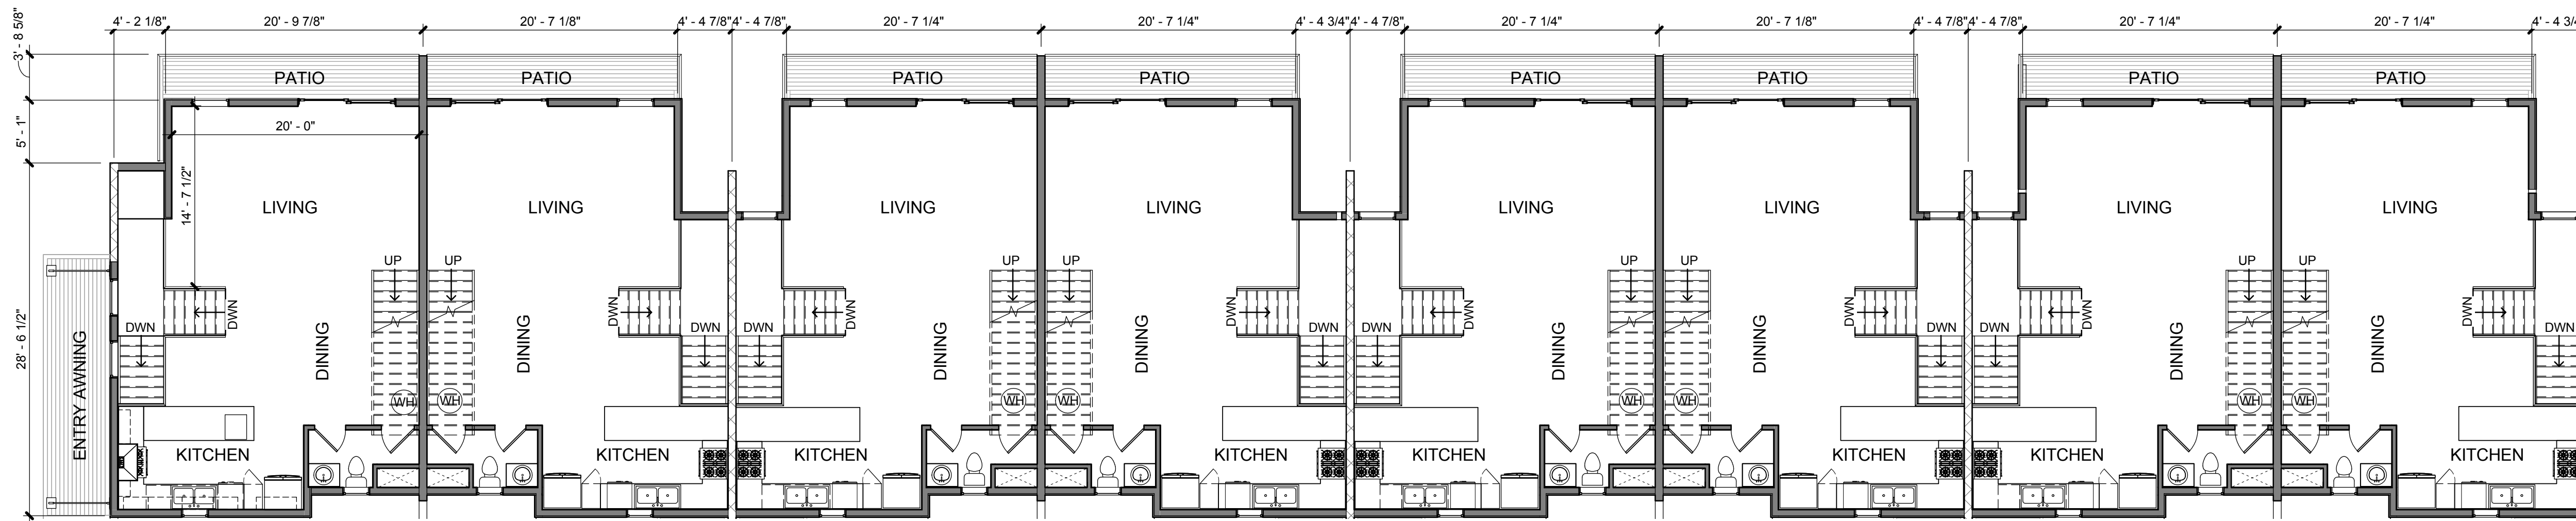 4' - 2 1/8" 20' - 9 7/8" 20' - 7 1/8" 4' - 4 7/8" 4' - 4 7/8" 20' - 7 1/4" 20' - 7 1/4" 4' - 4 3/4" 4' - 4 7/8" 20' - 7 1/4" 20' - 7 1/8" 4' - 4 7/8" 4' - 4 7/8" 20' - 7 1/4" 20' - 7 1/4" 4' - 4 3/4
3' - 8 5/8"
PATIO PATIO PATIO PATIO PATIO PATIO PATIO PATIO
5' - 1"
20' - 0"
14' - 7 1/2"
LIVING LIVING LIVING LIVING LIVING LIVING LIVING LIVING
UP UP UP UP UP UP UP UP
DWN DWN DWN DWN DWN DWN DWN DWN
DWN DWN DWN DWN DWN DWN DWN DWN
28' - 6 1/2"
ENTRY AWNING
DINING DINING DINING DINING DINING DINING DINING DINING
WH WH WH WH WH WH WH WH
KITCHEN KITCHEN KITCHEN KITCHEN KITCHEN KITCHEN KITCHEN KITCHEN